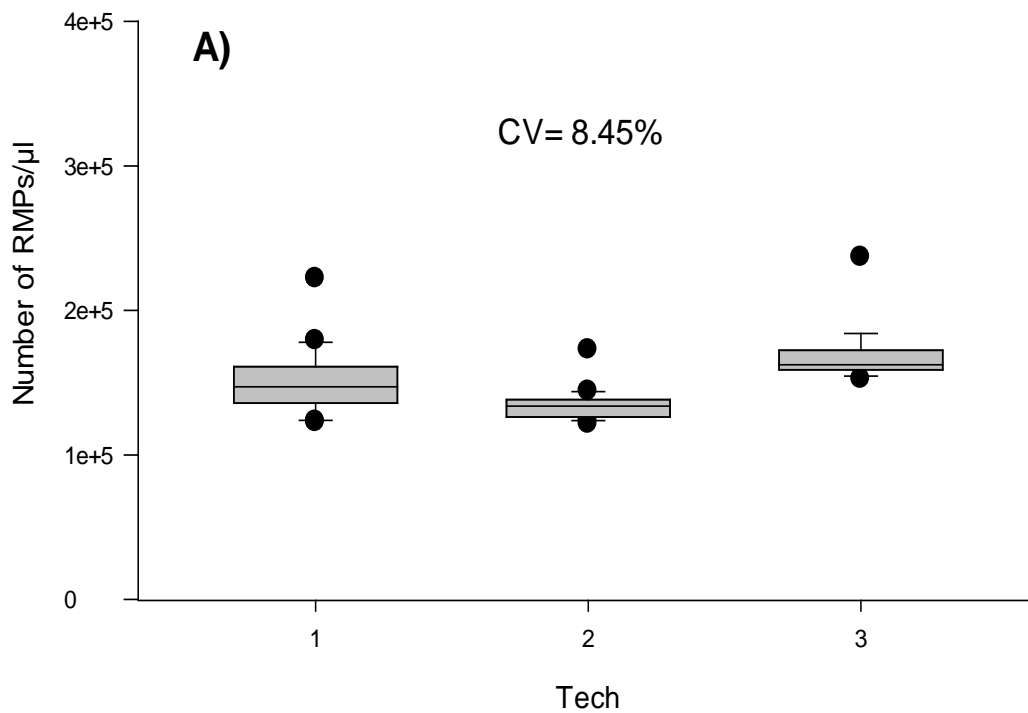 4e+5
A)
CV= 8.45%
3e+5
Number of RMPs/µl
2e+5
1e+5
0
1 2 3
Tech